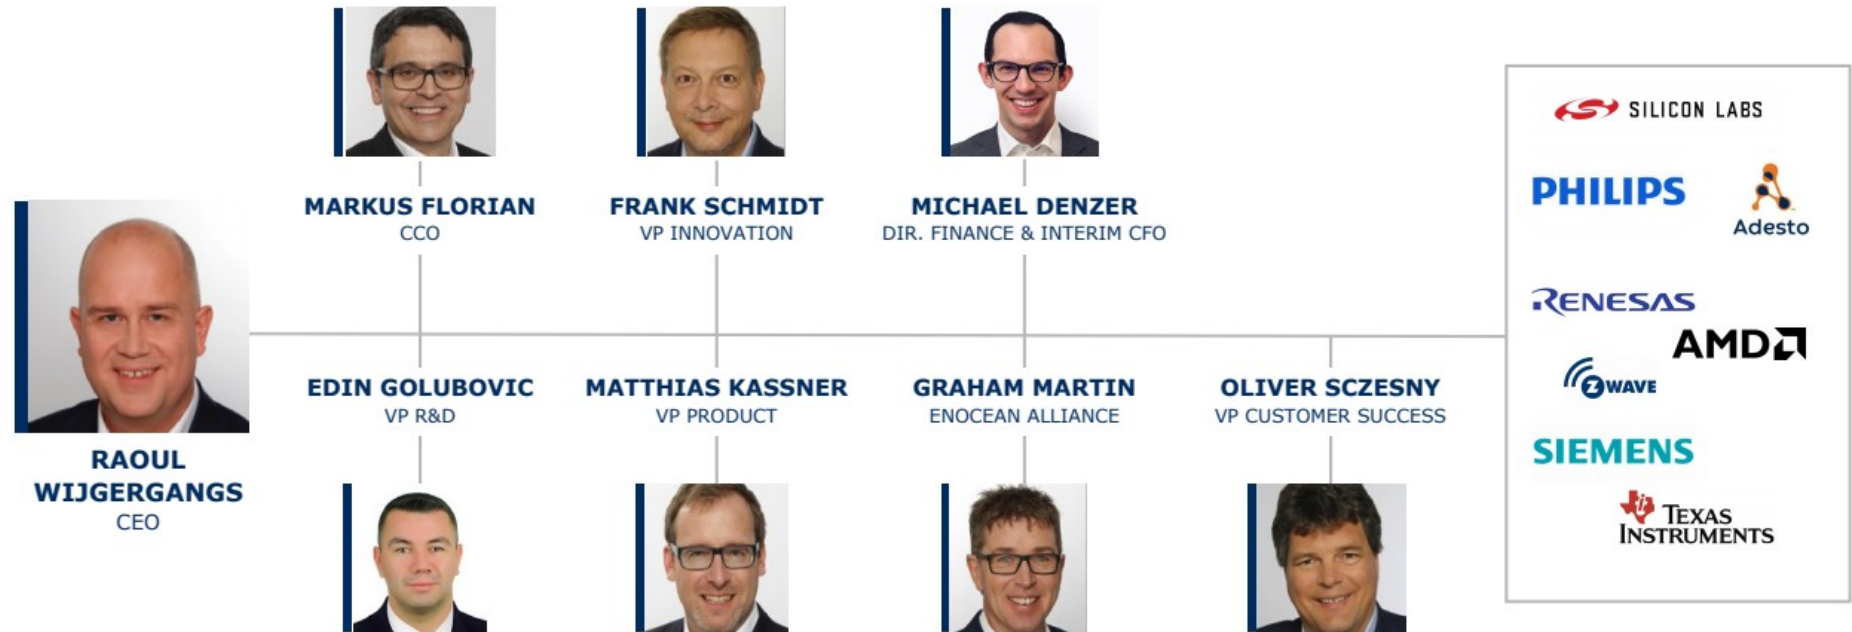 MARKUS FLORIAN
CCO
FRANK SCHMIDT
VP INNOVATION
MICHAEL DENZER
DIR. FINANCE & INTERIM CFO
RAOUL
WIJGERGANGS
CEO
EDIN GOLUBOVIC
VP R&D
MATTHIAS KASSNER
VP PRODUCT
GRAHAM MARTIN
ENOCEAN ALLIANCE
OLIVER SCZESNY
VP CUSTOMER SUCCESS
SILICON LABS
PHILIPS
Adesto
RENESAS
AMD
Z WAVE
SIEMENS
TEXAS
INSTRUMENTS